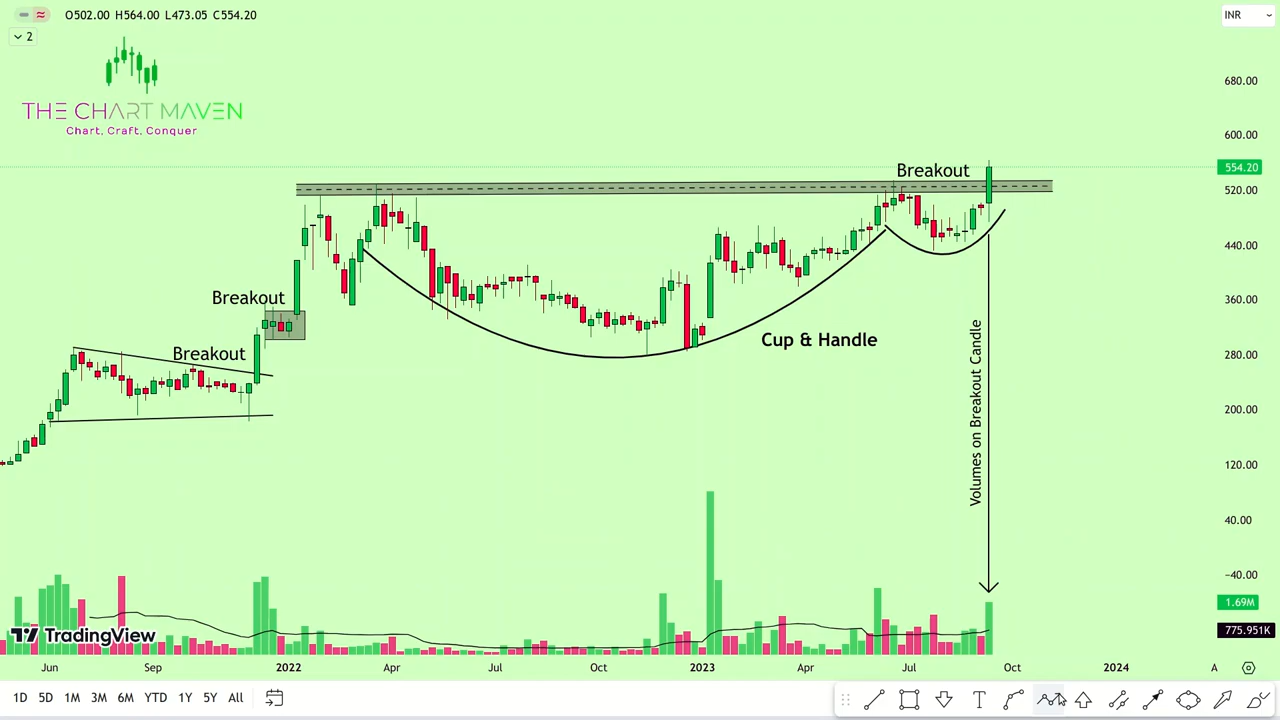 O502.00 H564.00 L473.05 C554.20
INR
2
THE CHART MAVEN
Chart, Craft, Conquer
680.00
600.00
Breakout
554.20
520.00
440.00
360.00
Breakout
Cup & Handle
Breakout
280.00
200.00
Volumes on Breakout Candle
120.00
40.00
−40.00
1.69M
775.951K
TradingView
Jun Sep 2022 Apr Jul Oct 2023 Apr Jul Oct 2024 A
1D 5D 1M 3M 6M YTD 1Y 5Y All
T